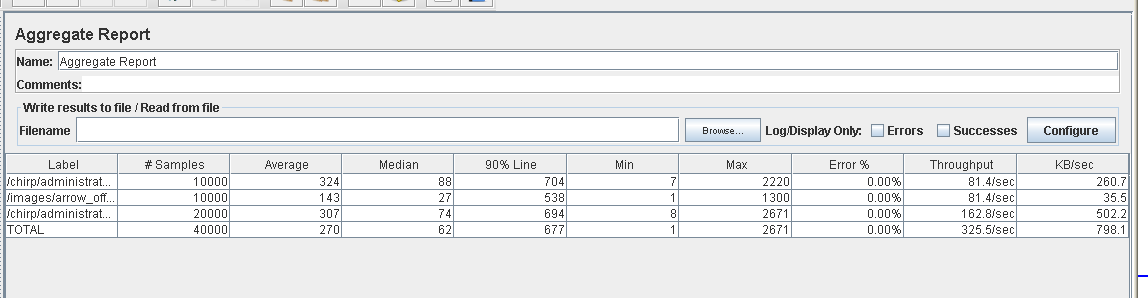 Aggregate Report
Name: Aggregate Report
Comments:
Write results to file / Read from file
Filename Browse... Log/Display Only: Errors Successes Configure
Label # Samples Average Median 90% Line Min Max Error % Throughput KB/sec
/chirp/administrat... 10000 324 88 704 7 2220 0.00% 81.4/sec 260.7
/images/arrow_off... 10000 143 27 538 1 1300 0.00% 81.4/sec 35.5
/chirp/administrat... 20000 307 74 694 8 2671 0.00% 162.8/sec 502.2
TOTAL 40000 270 62 677 1 2671 0.00% 325.5/sec 798.1